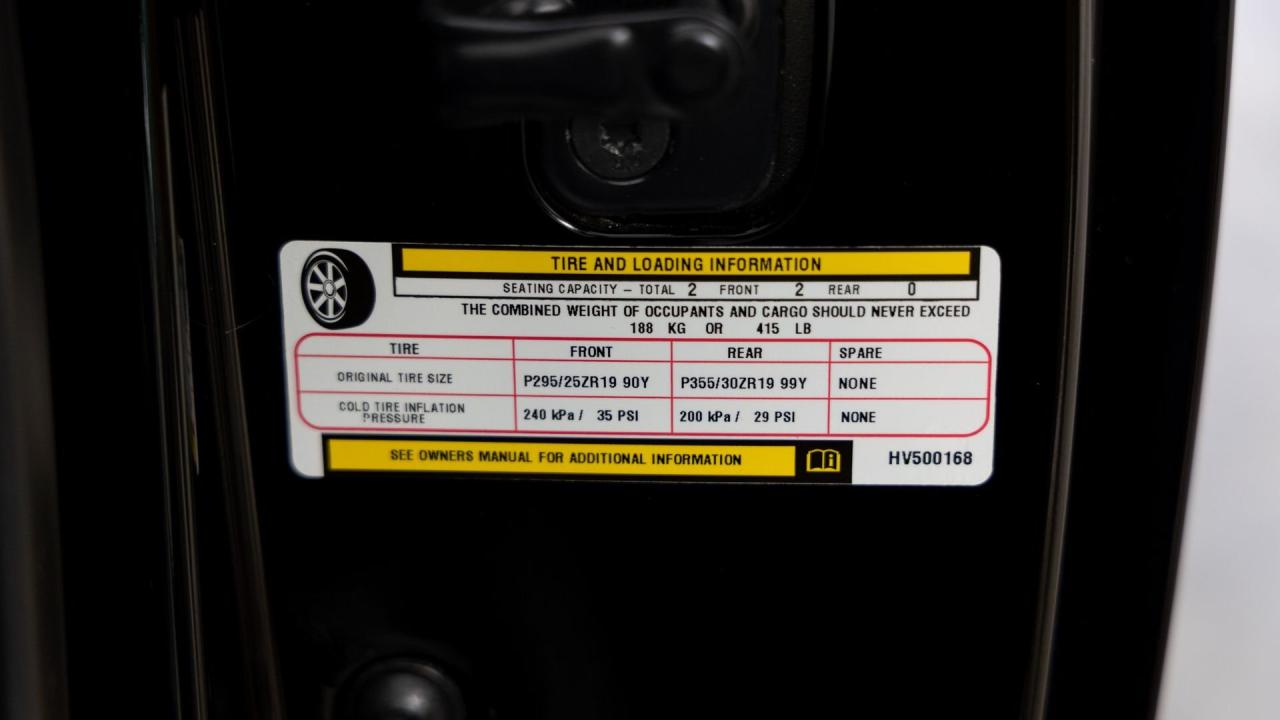 TIRE AND LOADING INFORMATION
SEATING CAPACITY – TOTAL 2 FRONT 2 REAR 0
THE COMBINED WEIGHT OF OCCUPANTS AND CARGO SHOULD NEVER EXCEED
188 KG OR 415 LB
TIRE FRONT REAR SPARE
ORIGINAL TIRE SIZE P295/25ZR19 90Y P355/30ZR19 99Y NONE
COLD TIRE INFLATION
PRESSURE 240 kPa / 35 PSI 200 kPa / 29 PSI NONE
SEE OWNERS MANUAL FOR ADDITIONAL INFORMATION HV500168